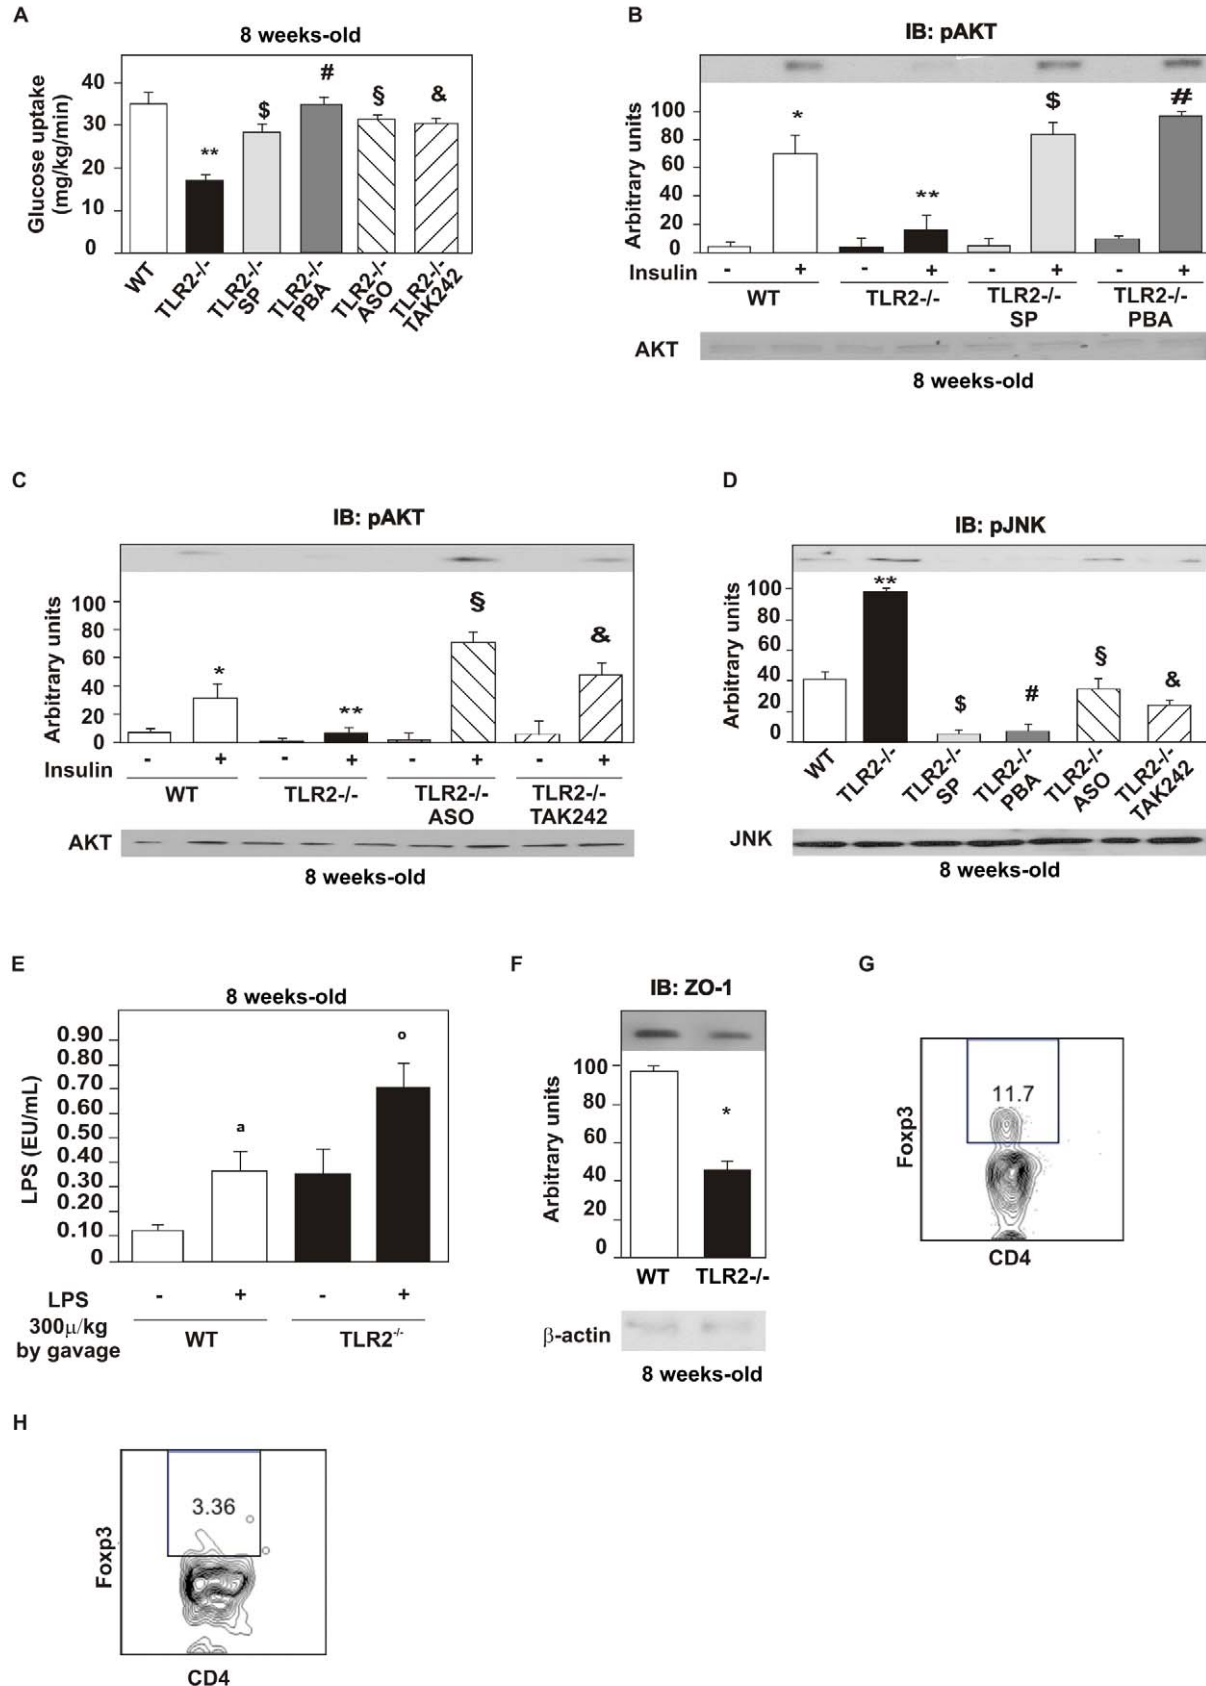 A
8 weeks-old
Glucose uptake
(mg/kg/min)
40
30
20
10
0
**
$
#
§
&
WT
TLR2-/-
TLR2-/-
SP
TLR2-/-
PBA
TLR2-/-
ASO
TLR2-/-
TAK242
B
IB: pAKT
Arbitrary units
100
80
60
40
20
0
*
**
$
#
Insulin - + - + - + - +
WT TLR2-/- TLR2-/- TLR2-/-
SP PBA
AKT
8 weeks-old
C
IB: pAKT
Arbitrary units
100
80
60
40
20
0
*
**
§
&
Insulin - + - + - + - +
WT TLR2-/- TLR2-/- TLR2-/-
ASO TAK242
AKT
8 weeks-old
D
IB: pJNK
Arbitrary units
100
80
60
40
20
0
**
$
#
§
&
WT
TLR2-/-
TLR2-/-
SP
TLR2-/-
PBA
TLR2-/-
ASO
TLR2-/-
TAK242
JNK
8 weeks-old
E
8 weeks-old
LPS (EU/mL)
0.90
0.80
0.70
0.60
0.50
0.40
0.30
0.20
0.10
0
a
o
LPS - + - +
300µ/kg
by gavage
WT TLR2-/-
F
IB: ZO-1
Arbitrary units
100
80
60
40
20
0
*
WT TLR2-/-
β-actin
8 weeks-old
G
Foxp3
11.7
CD4
H
Foxp3
3.36
CD4